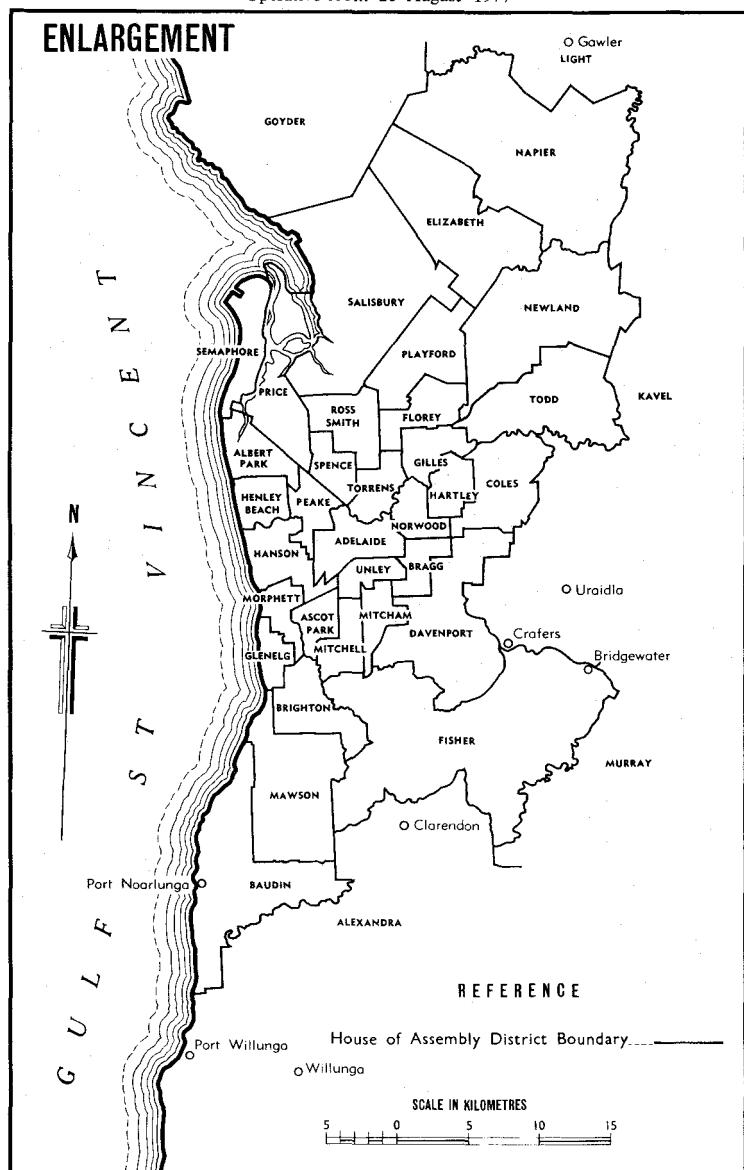 ENLARGEMENT
Gawler
LIGHT
GOYDER
NAPIER
ELIZABETH
SALISBURY
NEWLAND
SEMAPHORE
PLAYFORD
PRICE
ROSS
SMITH
FLOREY
TODD
KAVEL
ALBERT
PARK
SPENCE
GILLES
COLES
HENLEY
BEACH
PEAKE
TORRENS
HARTLEY
NORWOOD
HANSON
ADELAIDE
UNLEY
BRAGG
MORPHETT
ASCOT
PARK
MITCHAM
DAVENPORT
Uraidla
Crafers
Bridgewater
GLENELG
MITCHELL
BRIGHTON
FISHER
MURRAY
MAWSON
Clarendon
Port Noarlunga
BAUDIN
ALEXANDRA
GULF ST VINCENT
N
REFERENCE
House of Assembly District Boundary
Port Willunga
Willunga
SCALE IN KILOMETRES
5 0 5 10 15